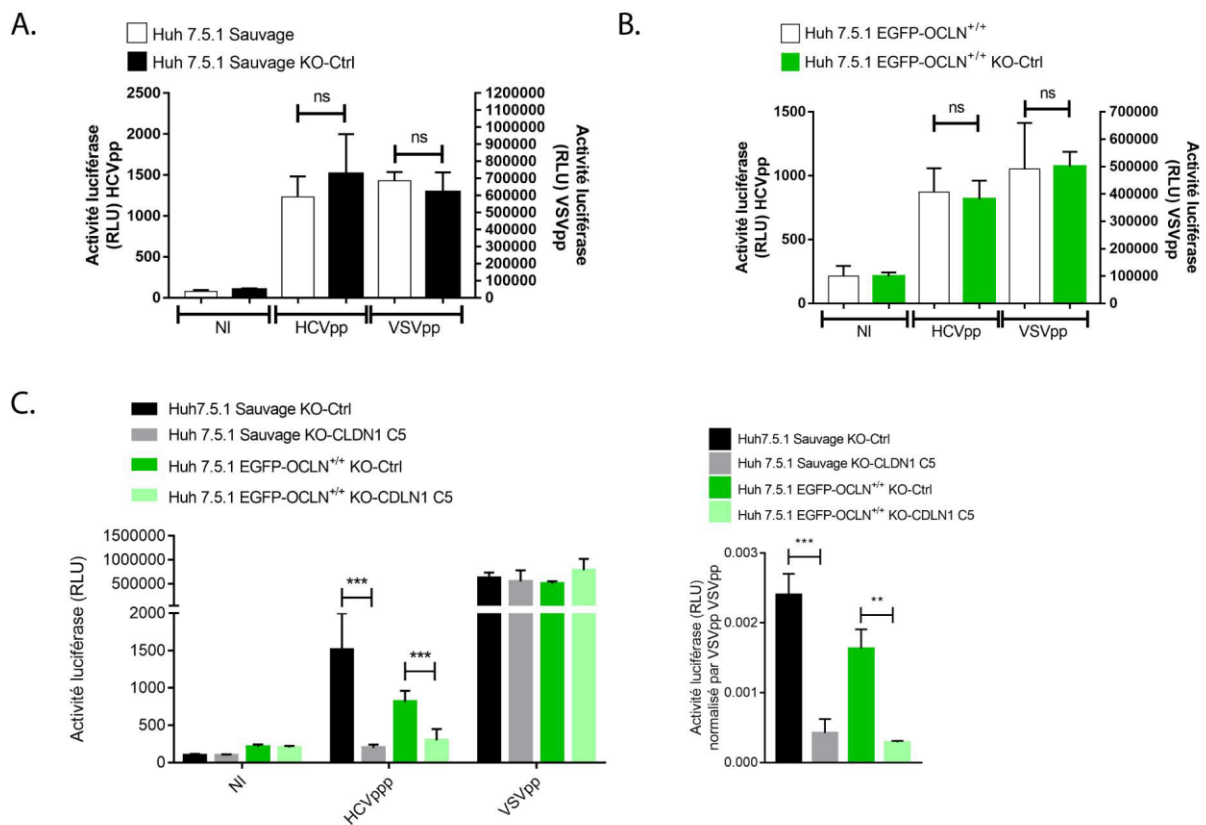 A.
Huh 7.5.1 Sauvage
Huh 7.5.1 Sauvage KO-Ctrl
Activité luciférase
(RLU) HCVpp
2500
2000
1500
1000
500
0
ns
ns
1200000
1100000
1000000
900000
800000
700000
600000
500000
400000
300000
200000
100000
0
Activité luciférase
(RLU) VSVpp
NI
HCVpp
VSVpp
B.
Huh 7.5.1 EGFP-OCLN+/+
Huh 7.5.1 EGFP-OCLN+/+ KO-Ctrl
Activité luciférase
(RLU) HCVpp
1500
1000
500
0
ns
ns
700000
600000
500000
400000
300000
200000
100000
0
Activité luciférase
(RLU) VSVpp
NI
HCVpp
VSVpp
C.
Huh7.5.1 Sauvage KO-Ctrl
Huh 7.5.1 Sauvage KO-CLDN1 C5
Huh 7.5.1 EGFP-OCLN+/+ KO-Ctrl
Huh 7.5.1 EGFP-OCLN+/+ KO-CDLN1 C5
Activité luciférase (RLU)
1500000
1000000
500000
2000
1500
1000
500
0
***
***
NI
HCVppp
VSVpp
Huh7.5.1 Sauvage KO-Ctrl
Huh 7.5.1 Sauvage KO-CLDN1 C5
Huh 7.5.1 EGFP-OCLN+/+ KO-Ctrl
Huh 7.5.1 EGFP-OCLN+/+ KO-CDLN1 C5
Activité luciférase (RLU)
normalisé par VSVpp VSVpp
0.003
0.002
0.001
0.000
***
**